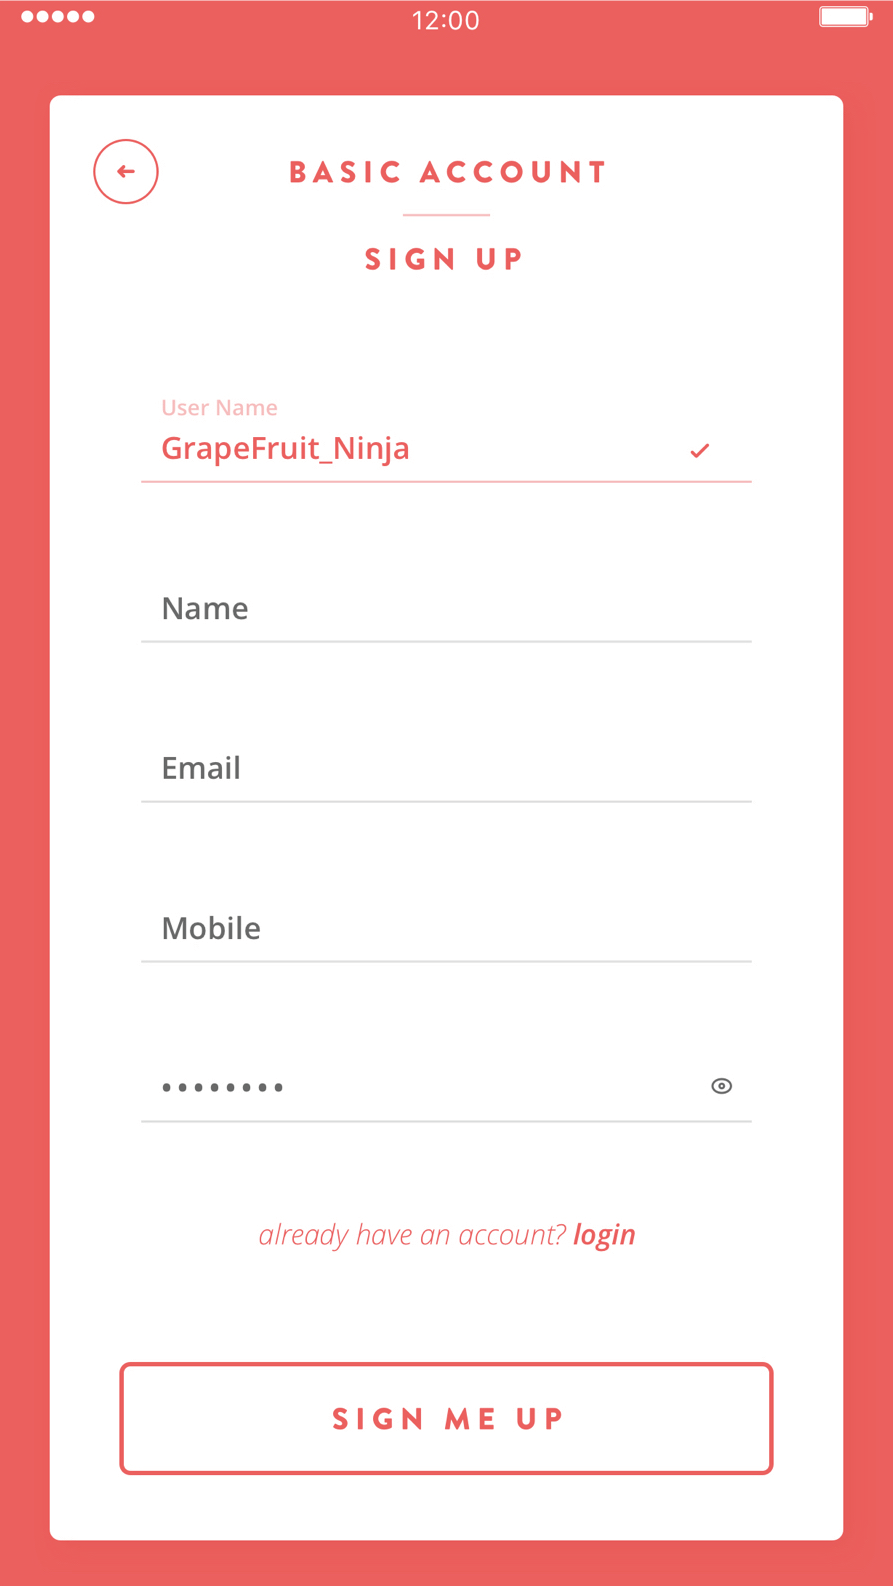 12:00
BASIC ACCOUNT
SIGN UP
User Name
GrapeFruit_Ninja
Name
Email
Mobile
••••••••
already have an account? login
SIGN ME UP